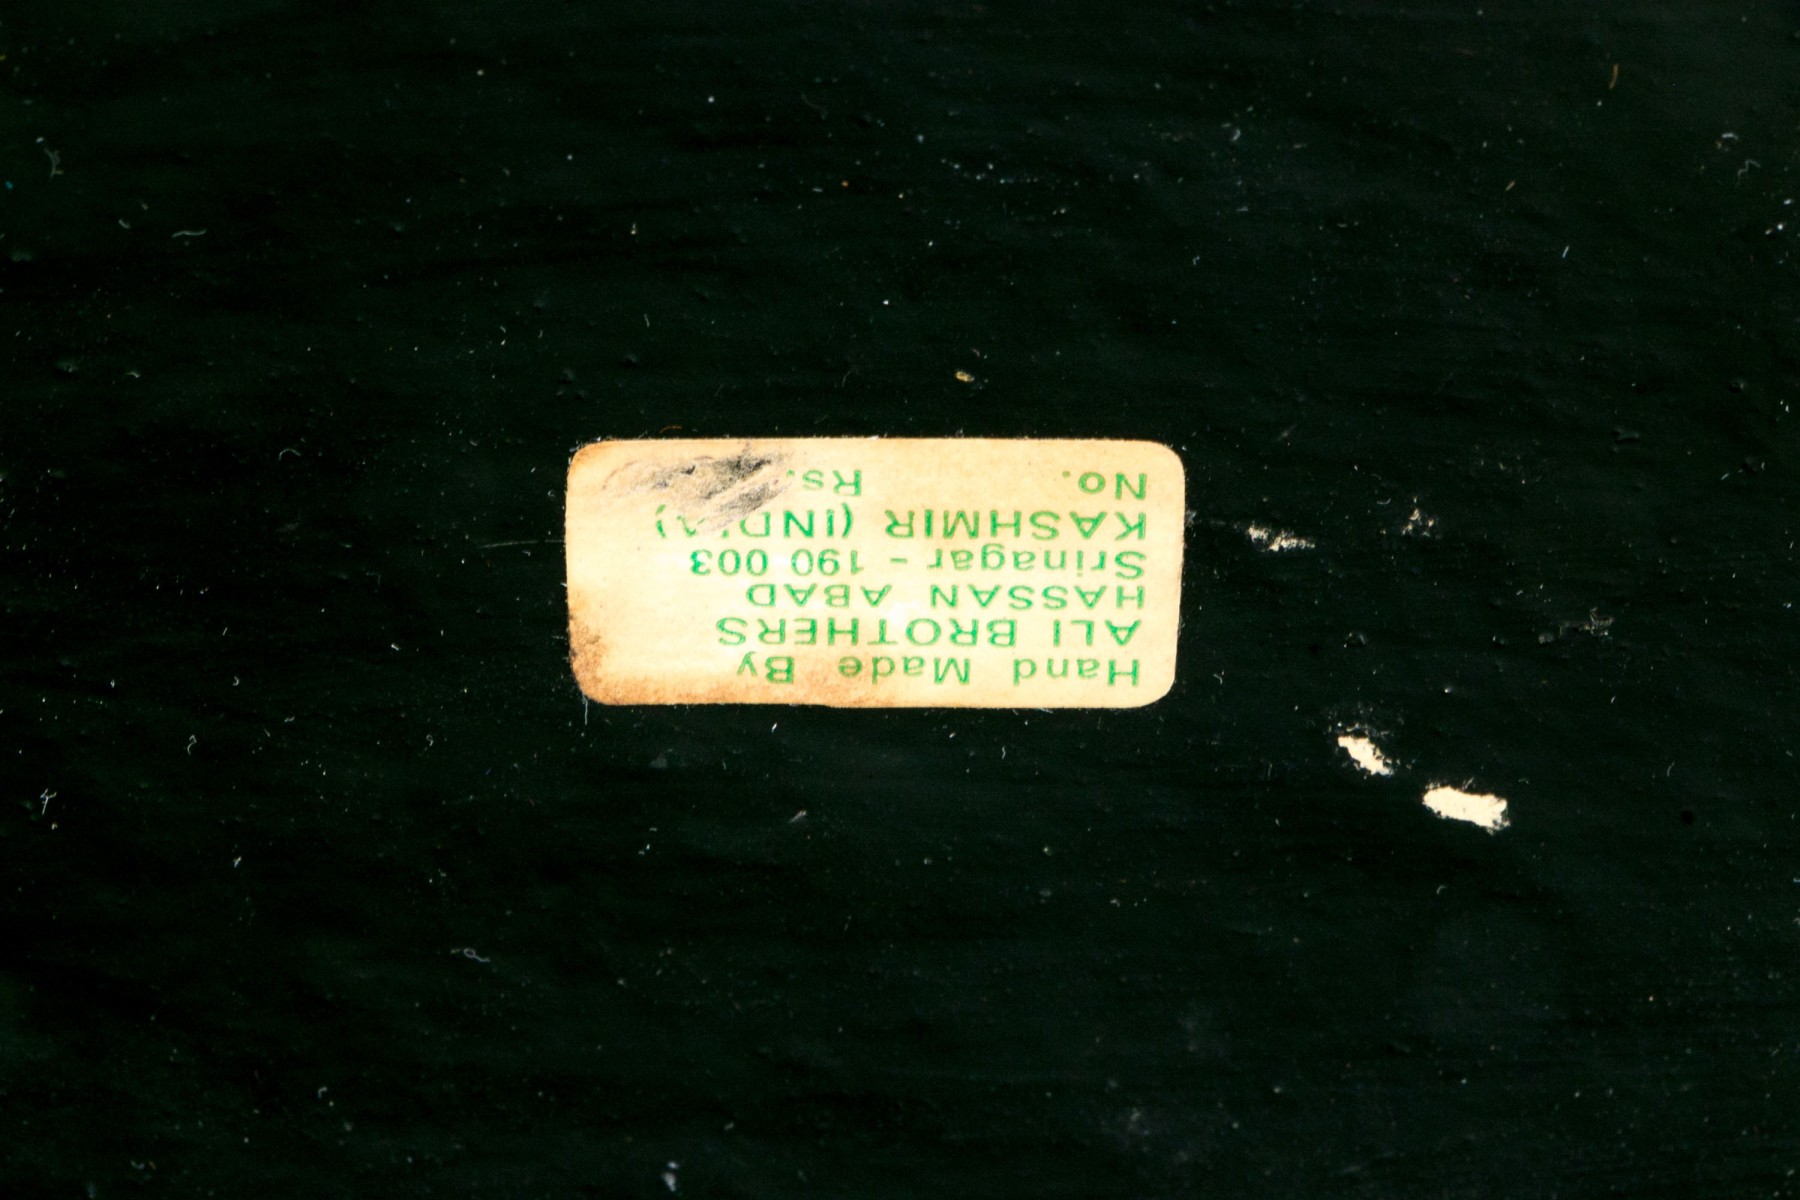 Hand Made By
ALI BROTHERS
HASSAN ABAD
Srinagar - 190 003
KASHMIR (INDIA)
No. Rs.